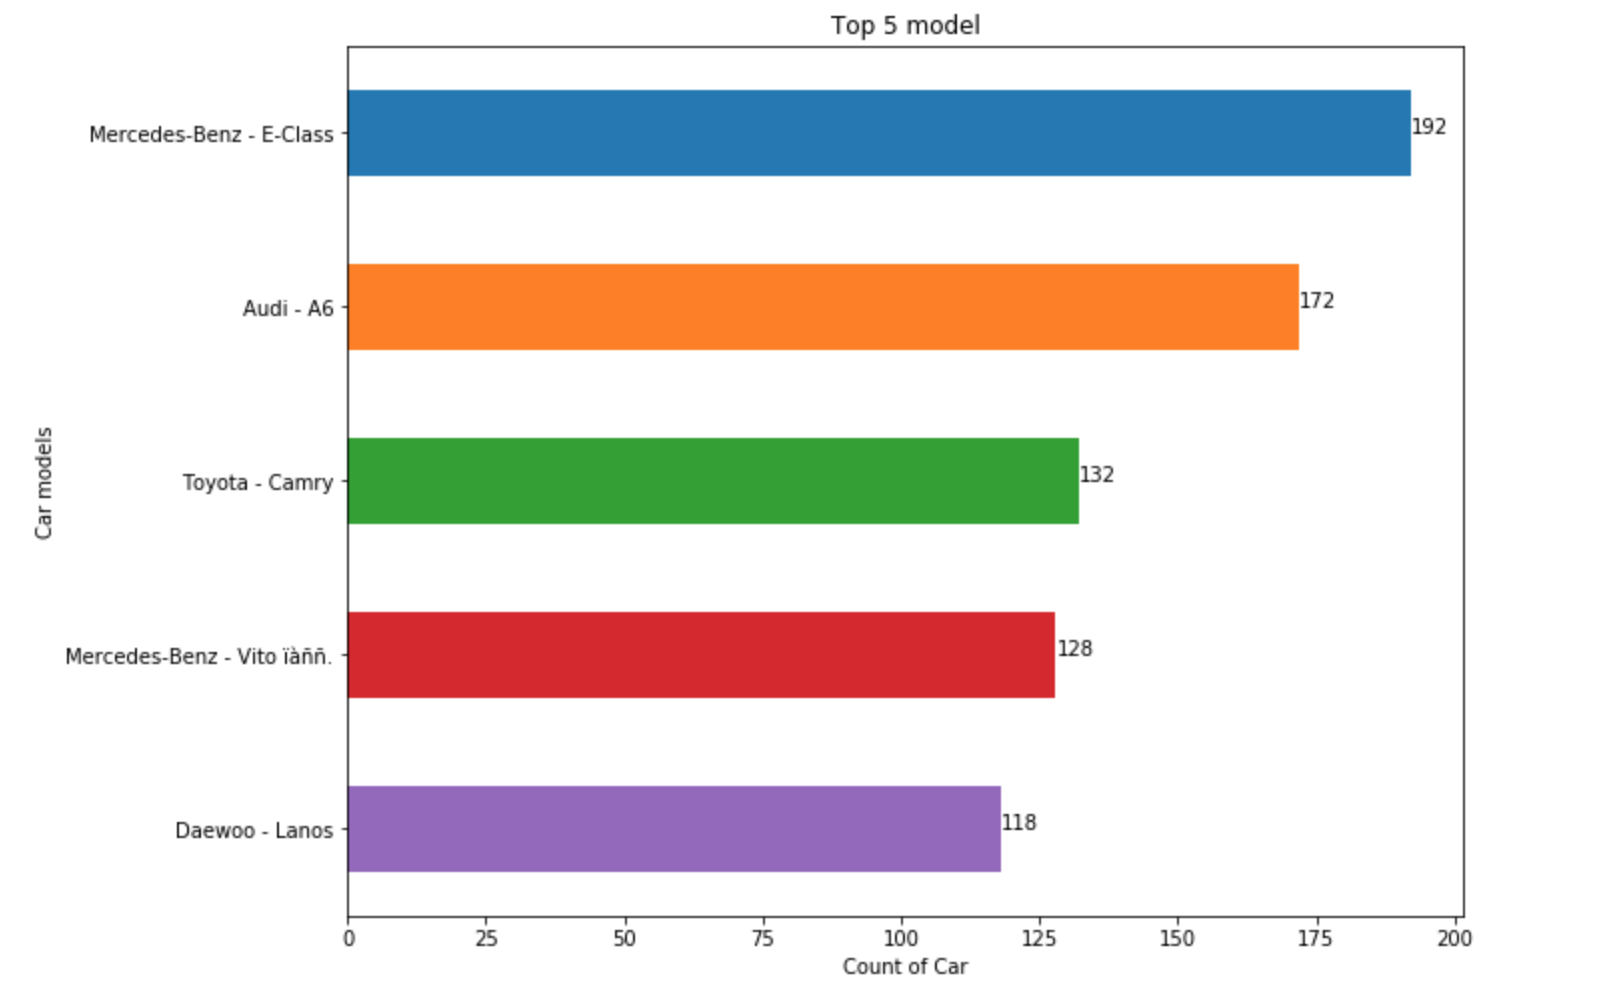 Top 5 model
Mercedes-Benz - E-Class
192
Audi - A6
172
Car models
Toyota - Camry
132
Mercedes-Benz - Vito ïàññ.
128
Daewoo - Lanos
118
0 25 50 75 100 125 150 175 200
Count of Car